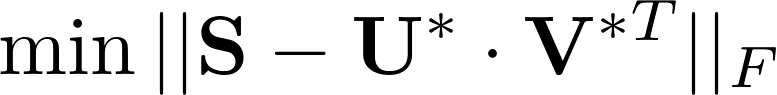 min ||S − U* · V*ᵀ||_F